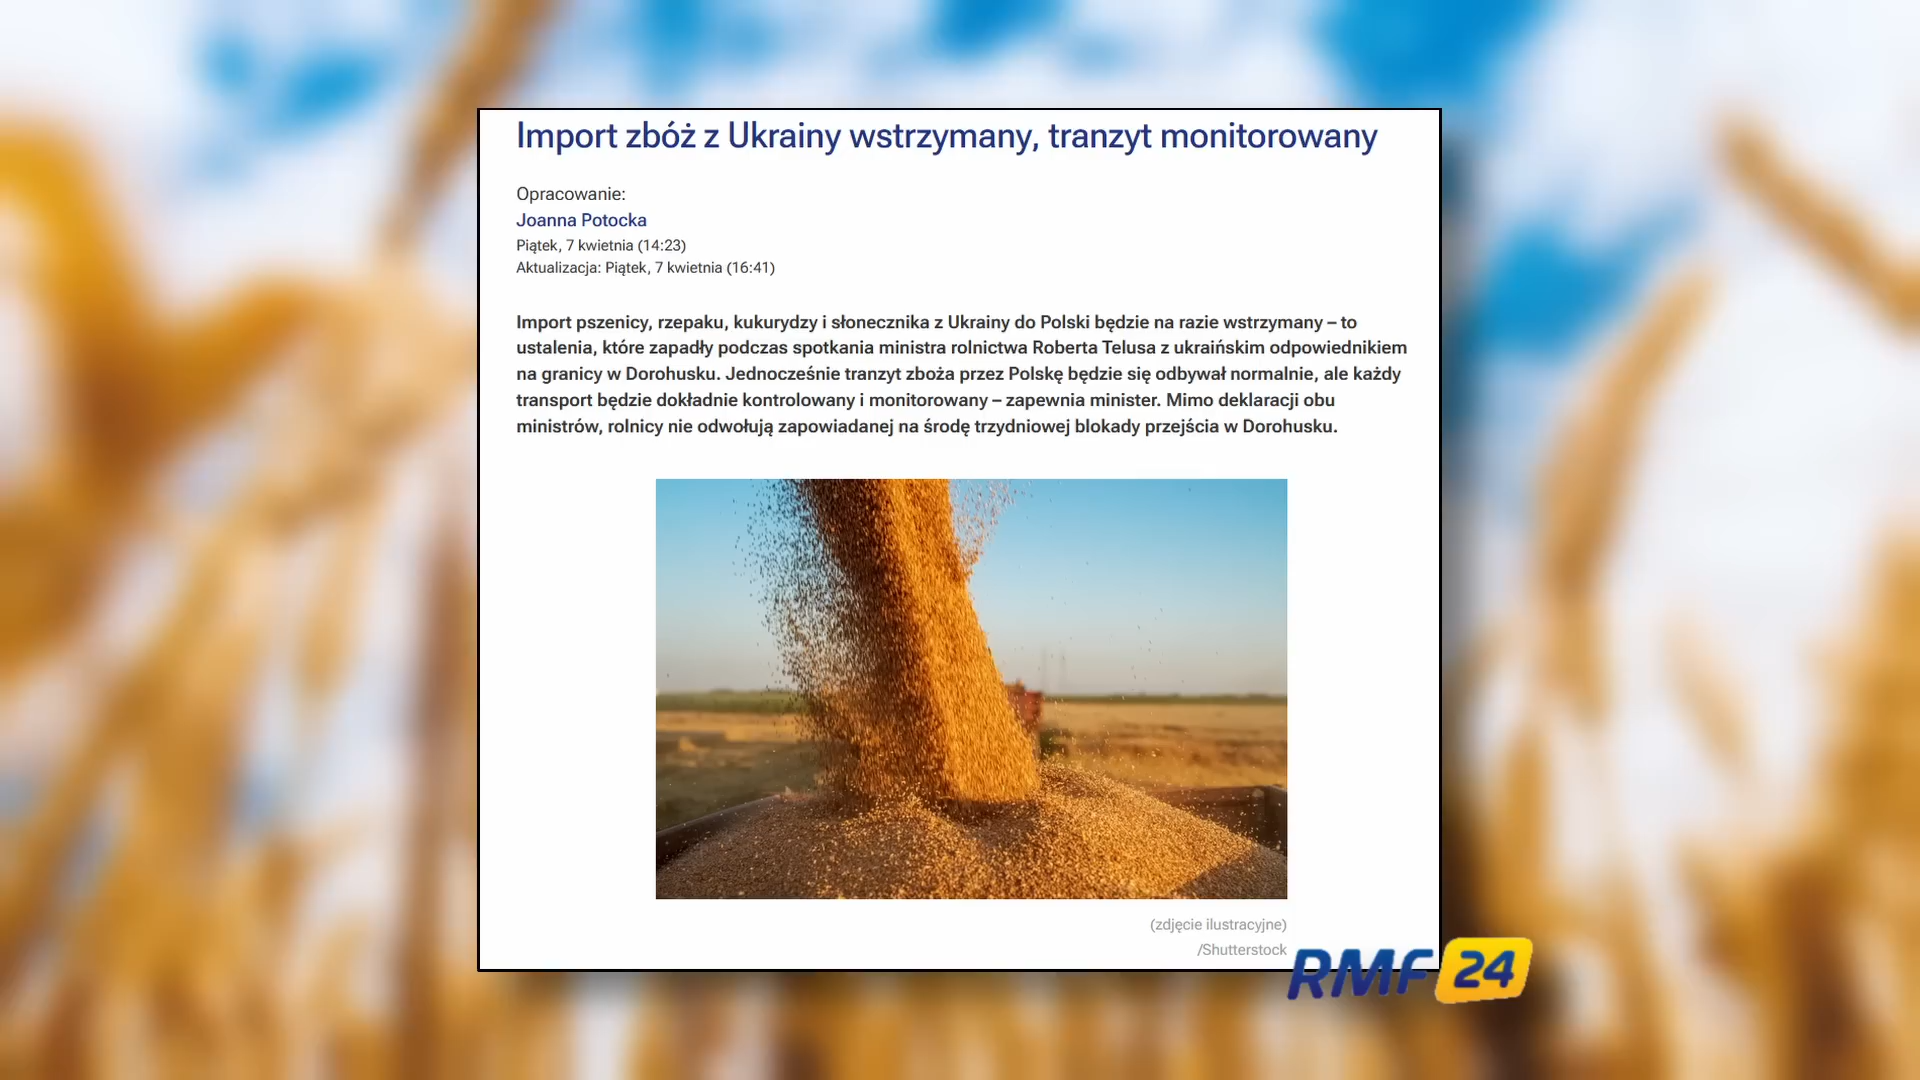 Import zbóż z Ukrainy wstrzymany, tranzyt monitorowany
Opracowanie:
Joanna Potocka
Piątek, 7 kwietnia (14:23)
Aktualizacja: Piątek, 7 kwietnia (16:41)
Import pszenicy, rzepaku, kukurydzy i słonecznika z Ukrainy do Polski będzie na razie wstrzymany – to
ustalenia, które zapadły podczas spotkania ministra rolnictwa Roberta Telusa z ukraińskim odpowiednikiem
na granicy w Dorohusku. Jednocześnie tranzyt zboża przez Polskę będzie się odbywał normalnie, ale każdy
transport będzie dokładnie kontrolowany i monitorowany – zapewnia minister. Mimo deklaracji obu
ministrów, rolnicy nie odwołują zapowiadanej na środę trzydniowej blokady przejścia w Dorohusku.
(zdjęcie ilustracyjne)
/Shutterstock
RMF 24